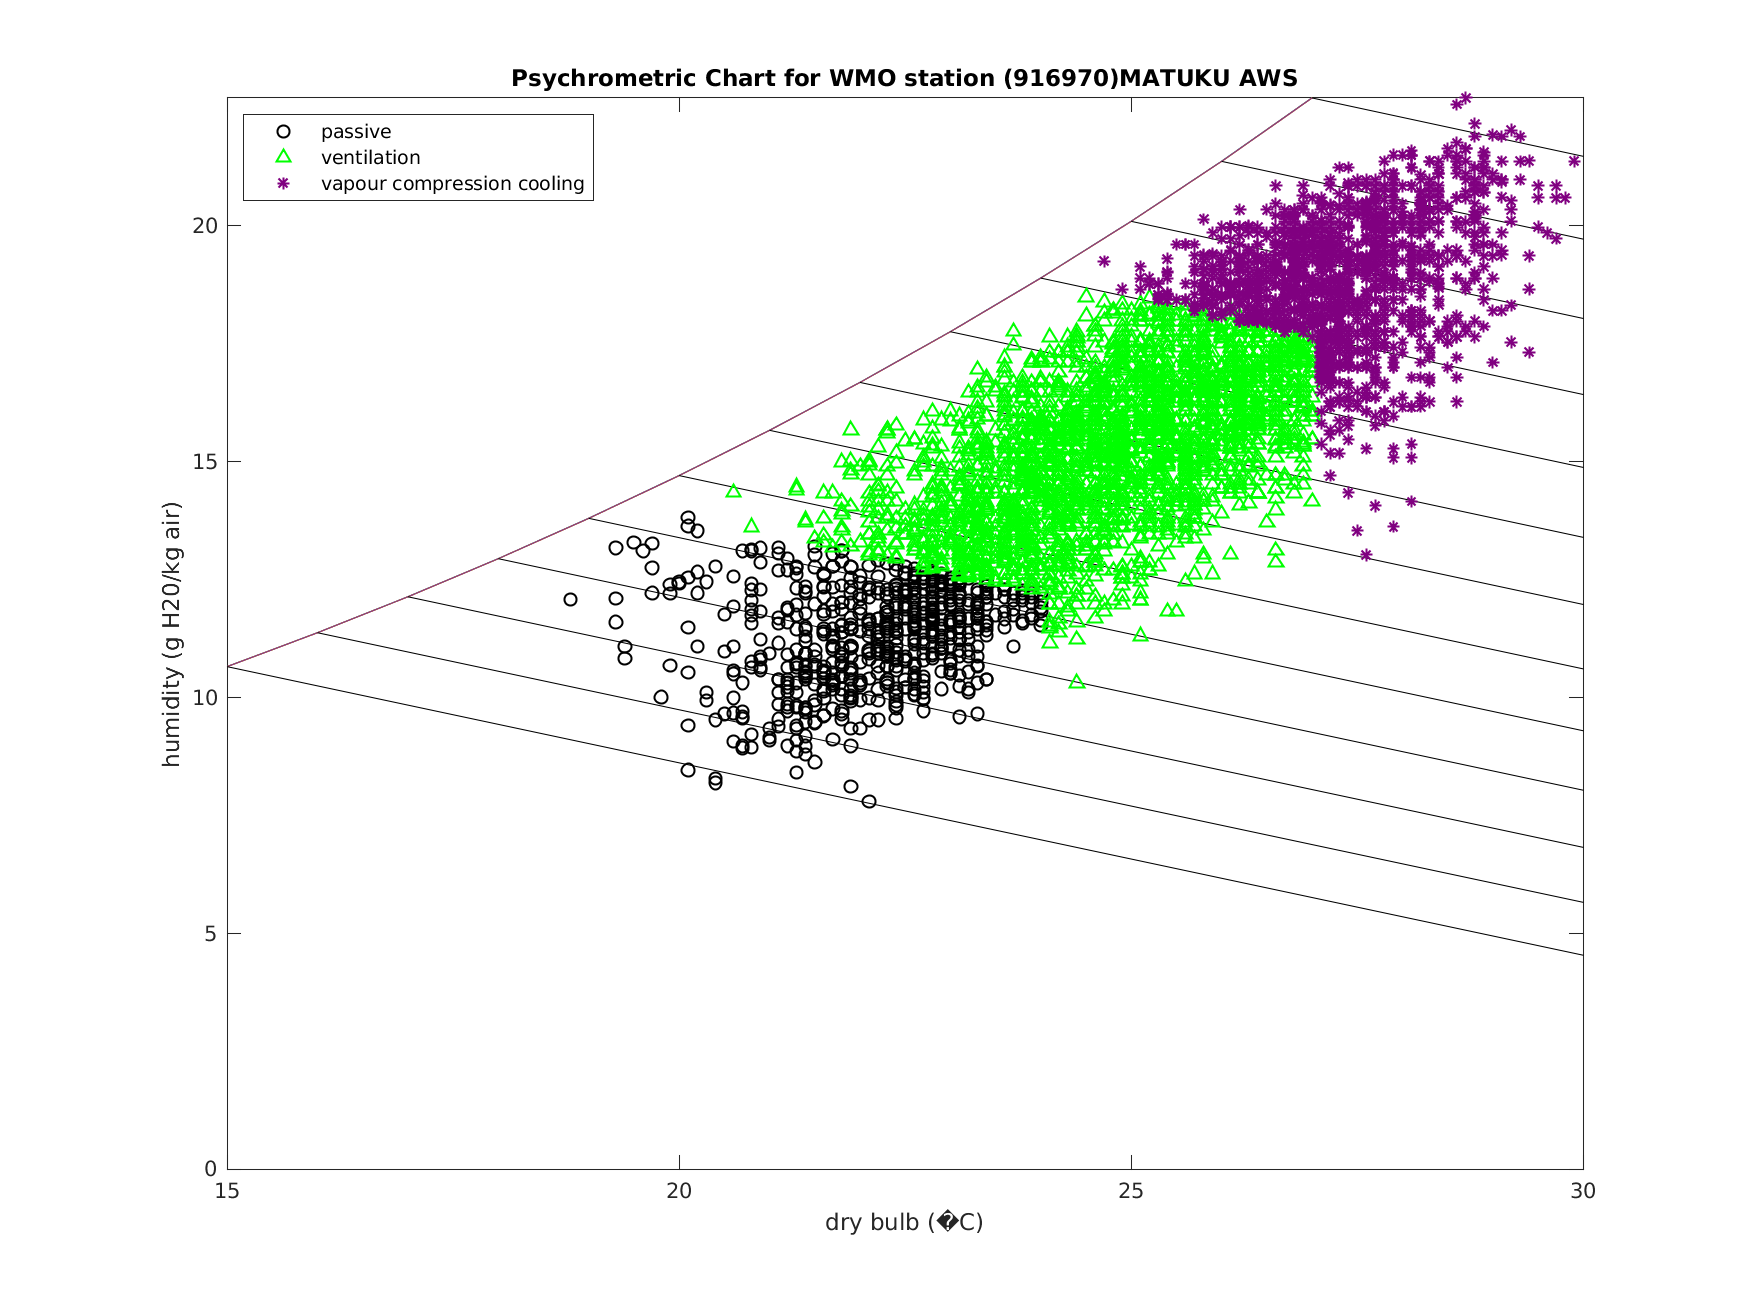 Psychrometric Chart for WMO station (916970)MATUKU AWS
passive
ventilation
vapour compression cooling
humidity (g H20/kg air)
20
15
10
5
0
15
20
25
30
dry bulb (�C)